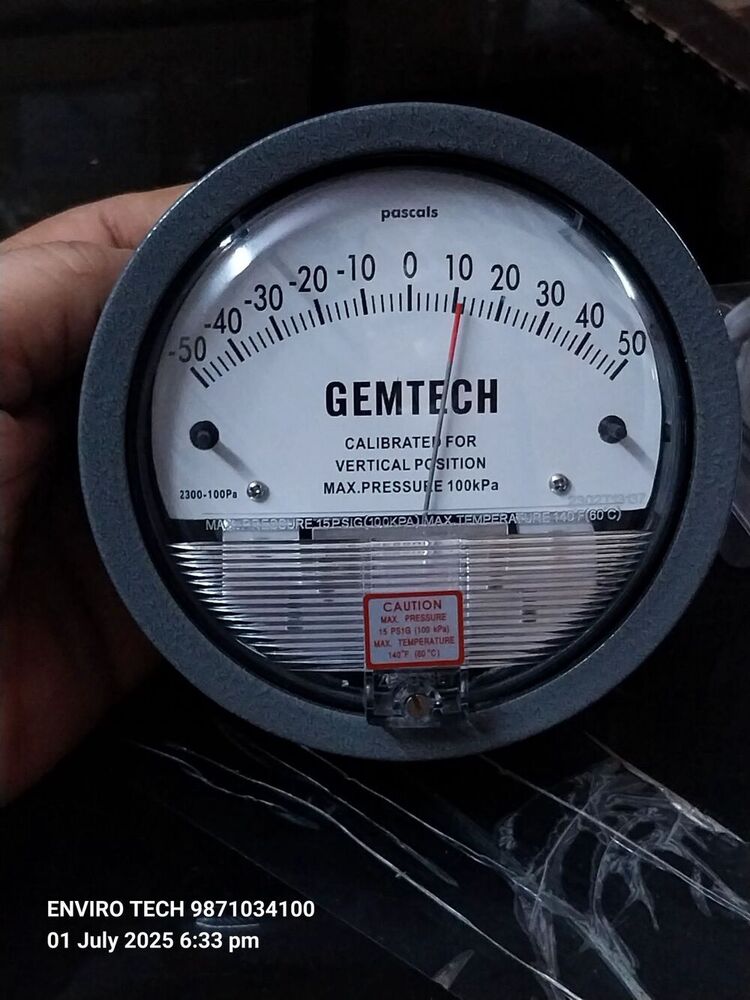 pascals
-50 -40 -30 -20 -10 0 10 20 30 40 50
GEMTECH
CALIBRATED FOR
VERTICAL POSITION
MAX.PRESSURE 100kPa
2300-100Pa
MAX. PRESSURE 15PSIG(100KPA) MAX. TEMPERATURE 140°F(60°C)
CAUTION
MAX. PRESSURE
15 PSIG (100 kPa)
MAX. TEMPERATURE
140°F (60°C)
ENVIRO TECH 9871034100
01 July 2025 6:33 pm